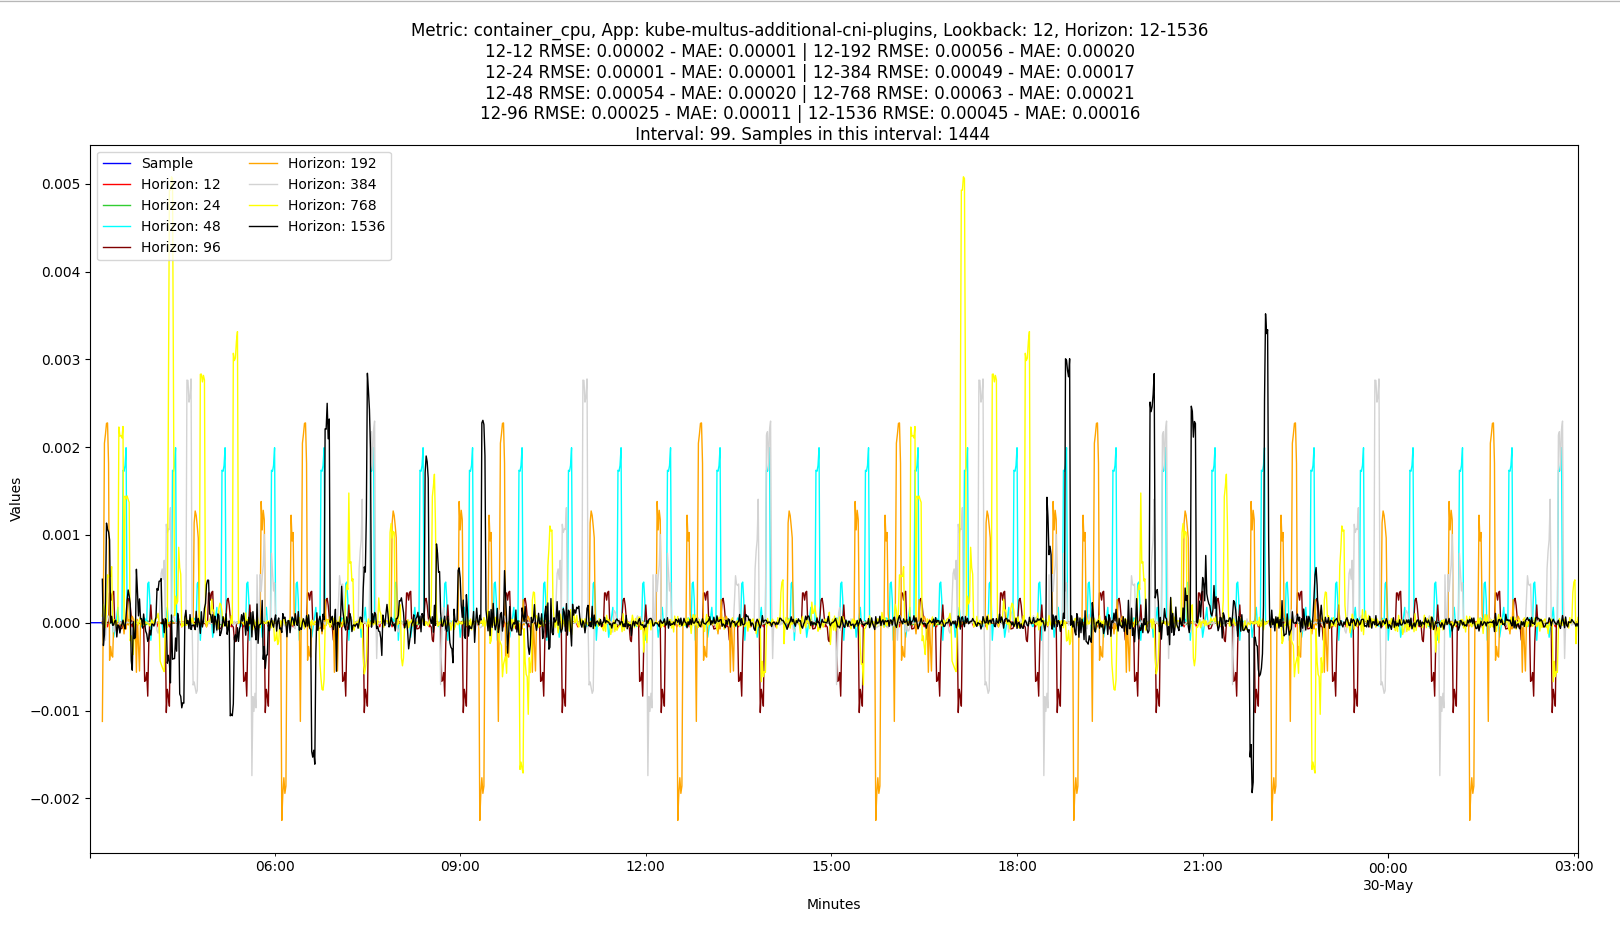 Metric: container_cpu, App: kube-multus-additional-cni-plugins, Lookback: 12, Horizon: 12-1536
12-12 RMSE: 0.00002 - MAE: 0.00001 | 12-192 RMSE: 0.00056 - MAE: 0.00020
12-24 RMSE: 0.00001 - MAE: 0.00001 | 12-384 RMSE: 0.00049 - MAE: 0.00017
12-48 RMSE: 0.00054 - MAE: 0.00020 | 12-768 RMSE: 0.00063 - MAE: 0.00021
12-96 RMSE: 0.00025 - MAE: 0.00011 | 12-1536 RMSE: 0.00045 - MAE: 0.00016
Interval: 99. Samples in this interval: 1444
Sample
Horizon: 12
Horizon: 24
Horizon: 48
Horizon: 96
Horizon: 192
Horizon: 384
Horizon: 768
Horizon: 1536
Values
0.005
0.004
0.003
0.002
0.001
0.000
−0.001
−0.002
06:00
09:00
12:00
15:00
18:00
21:00
00:00
30-May
03:00
Minutes